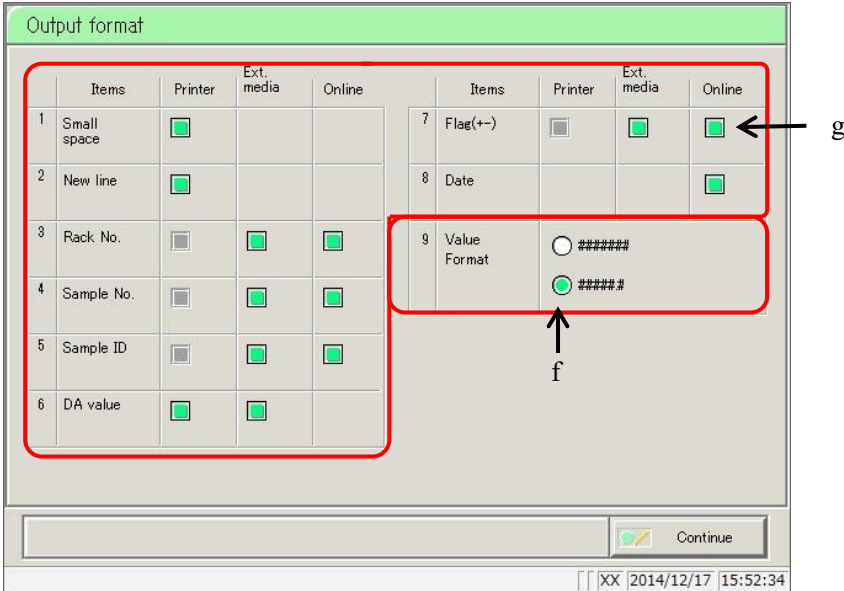 Output format
Items Printer Ext. media Online
1 Small space
2 New line
3 Rack No.
4 Sample No.
5 Sample ID
6 DA value
Items Printer Ext. media Online
7 Flag(+-)
8 Date
9 Value Format
#######
#####.#
g
f
Continue
XX 2014/12/17 15:52:34